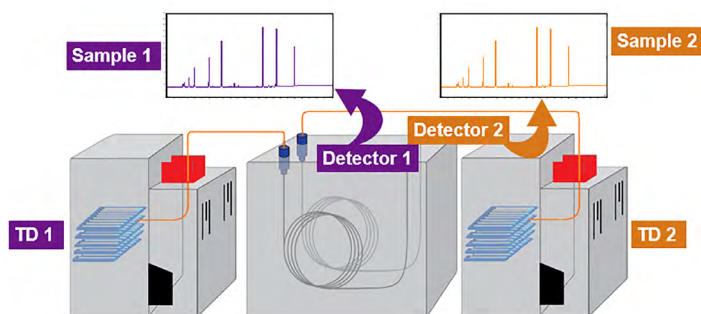 Sample 1
Sample 2
Detector 1
Detector 2
TD 1
TD 2